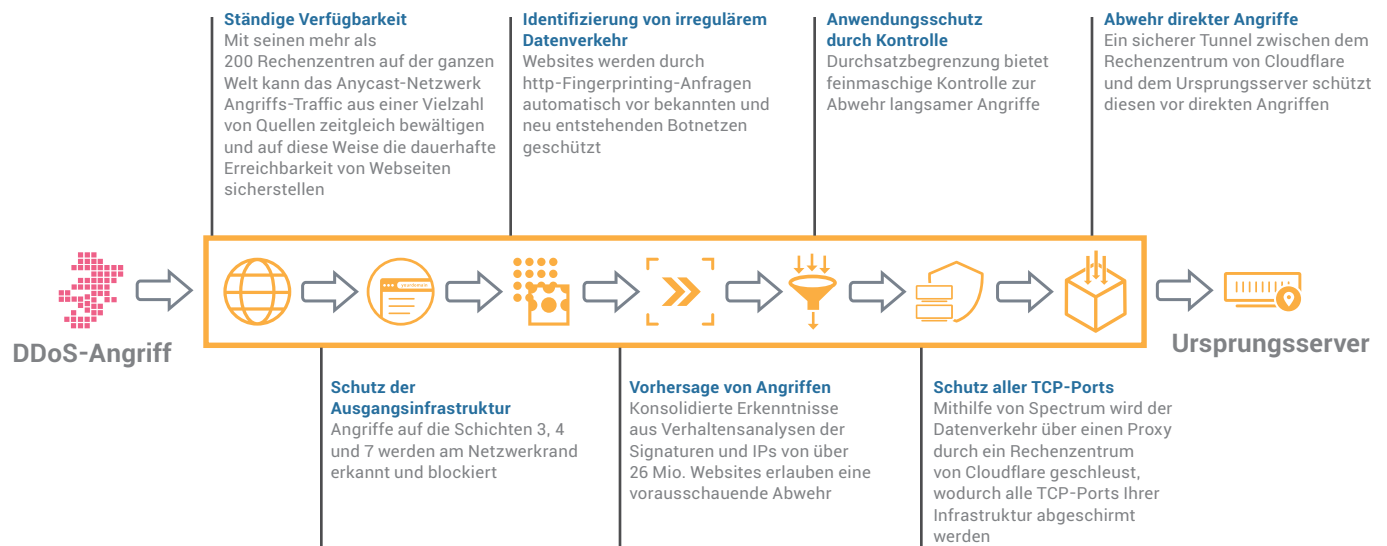 Ständige Verfügbarkeit
Mit seinen mehr als
200 Rechenzentren auf der ganzen
Welt kann das Anycast-Netzwerk
Angriffs-Traffic aus einer Vielzahl
von Quellen zeitgleich bewältigen
und auf diese Weise die dauerhafte
Erreichbarkeit von Webseiten
sicherstellen
Identifizierung von irregulärem
Datenverkehr
Websites werden durch
http-Fingerprinting-Anfragen
automatisch vor bekannten und
neu entstehenden Botnetzen
geschützt
Anwendungsschutz
durch Kontrolle
Durchsatzbegrenzung bietet
feinmaschige Kontrolle zur
Abwehr langsamer Angriffe
Abwehr direkter Angriffe
Ein sicherer Tunnel zwischen dem
Rechenzentrum von Cloudflare
und dem Ursprungsserver schützt
diesen vor direkten Angriffen
DDoS-Angriff
Ursprungsserver
Schutz der
Ausgangsinfrastruktur
Angriffe auf die Schichten 3, 4
und 7 werden am Netzwerkrand
erkannt und blockiert
Vorhersage von Angriffen
Konsolidierte Erkenntnisse
aus Verhaltensanalysen der
Signaturen und IPs von über
26 Mio. Websites erlauben eine
vorausschauende Abwehr
Schutz aller TCP-Ports
Mithilfe von Spectrum wird der
Datenverkehr über einen Proxy
durch ein Rechenzentrum
von Cloudflare geschleust,
wodurch alle TCP-Ports Ihrer
Infrastruktur abgeschirmt
werden